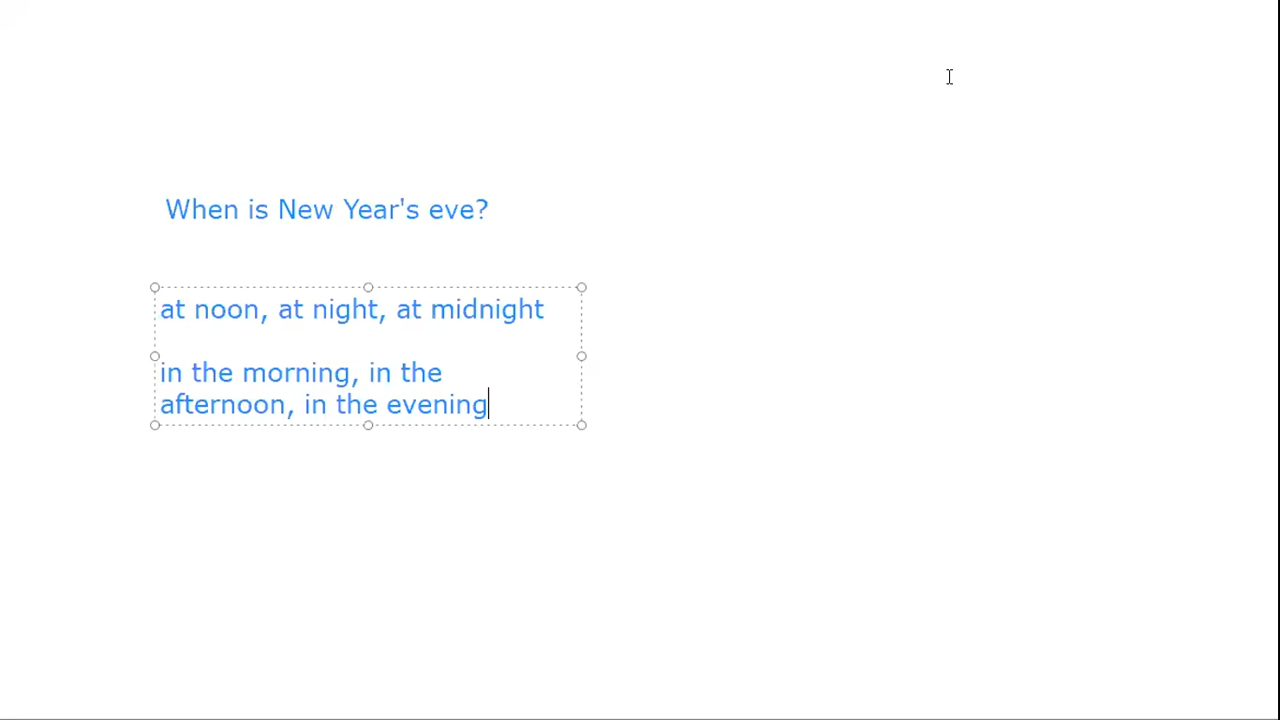 When is New Year's eve?
at noon, at night, at midnight
in the morning, in the
afternoon, in the evening